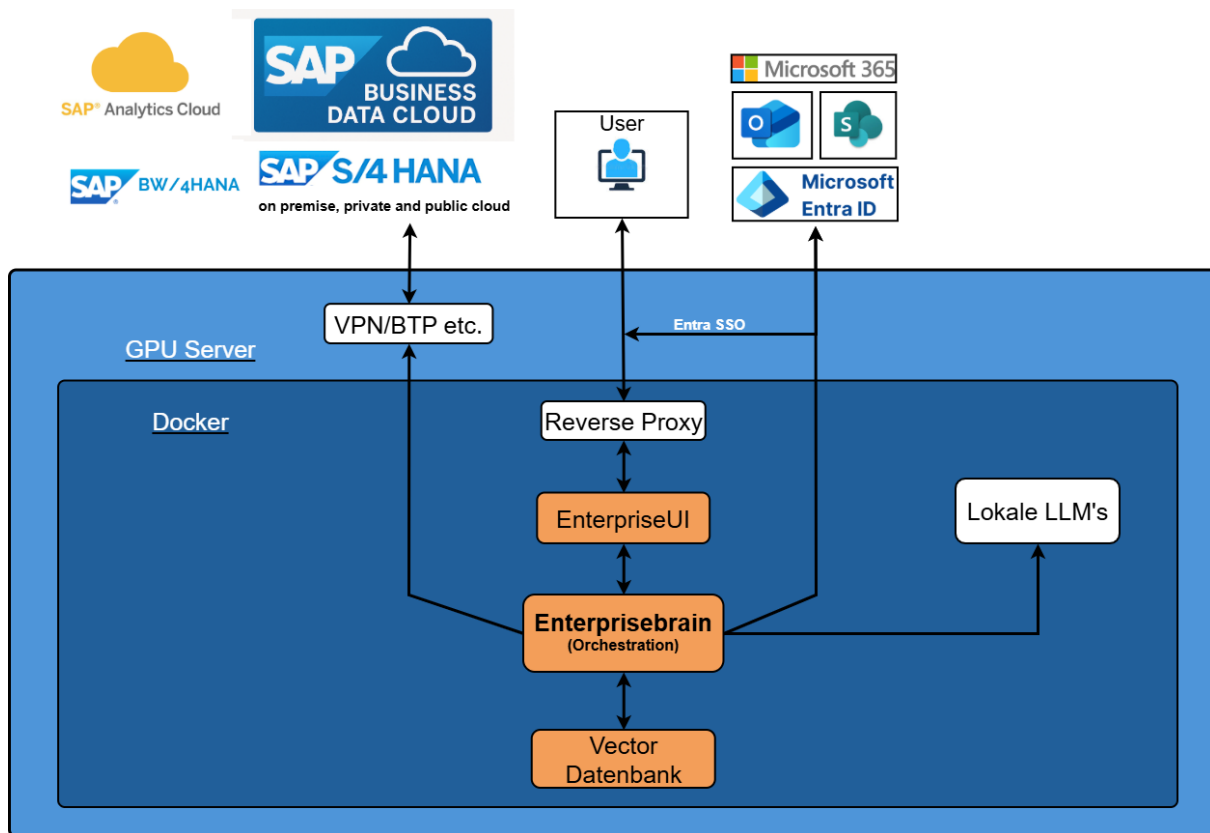 SAP® Analytics Cloud
SAP BUSINESS
DATA CLOUD
SAP® BW/4HANA
SAP S/4 HANA
on premise, private and public cloud
User
Microsoft 365
O
S
Microsoft
Entra ID
VPN/BTP etc.
Entra SSO
GPU Server
Docker
Reverse Proxy
EnterpriseUI
Lokale LLM's
Enterprisebrain
(Orchestration)
Vector
Datenbank